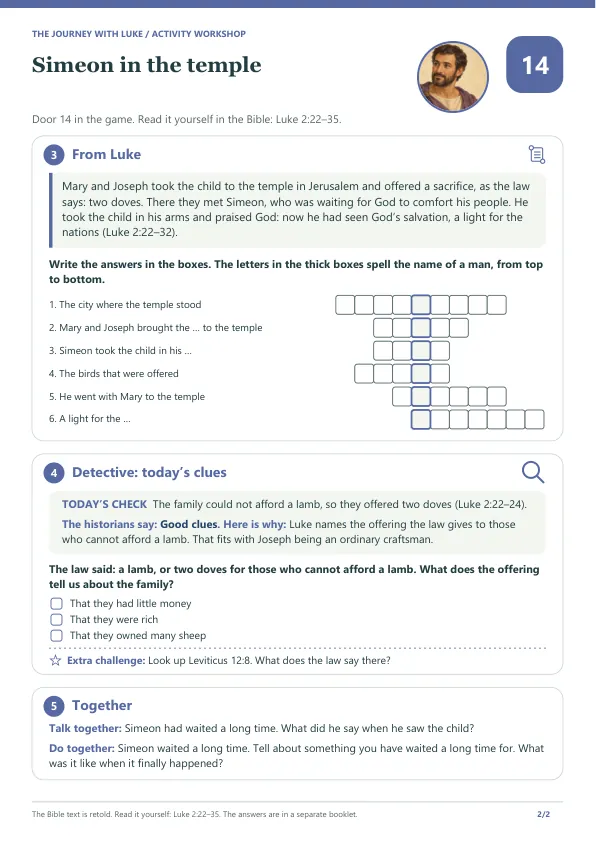 THE JOURNEY WITH LUKE / ACTIVITY WORKSHOP
Simeon in the temple
14
Door 14 in the game. Read it yourself in the Bible: Luke 2:22–35.
3 From Luke
Mary and Joseph took the child to the temple in Jerusalem and offered a sacrifice, as the law
says: two doves. There they met Simeon, who was waiting for God to comfort his people. He
took the child in his arms and praised God: now he had seen God’s salvation, a light for the
nations (Luke 2:22–32).
Write the answers in the boxes. The letters in the thick boxes spell the name of a man, from top
to bottom.
1. The city where the temple stood
2. Mary and Joseph brought the … to the temple
3. Simeon took the child in his …
4. The birds that were offered
5. He went with Mary to the temple
6. A light for the …
4 Detective: today’s clues
TODAY’S CHECK The family could not afford a lamb, so they offered two doves (Luke 2:22–24).
The historians say: Good clues. Here is why: Luke names the offering the law gives to those
who cannot afford a lamb. That fits with Joseph being an ordinary craftsman.
The law said: a lamb, or two doves for those who cannot afford a lamb. What does the offering
tell us about the family?
That they had little money
That they were rich
That they owned many sheep
Extra challenge: Look up Leviticus 12:8. What does the law say there?
5 Together
Talk together: Simeon had waited a long time. What did he say when he saw the child?
Do together: Simeon waited a long time. Tell about something you have waited a long time for. What
was it like when it finally happened?
The Bible text is retold. Read it yourself: Luke 2:22–35. The answers are in a separate booklet.
2/2